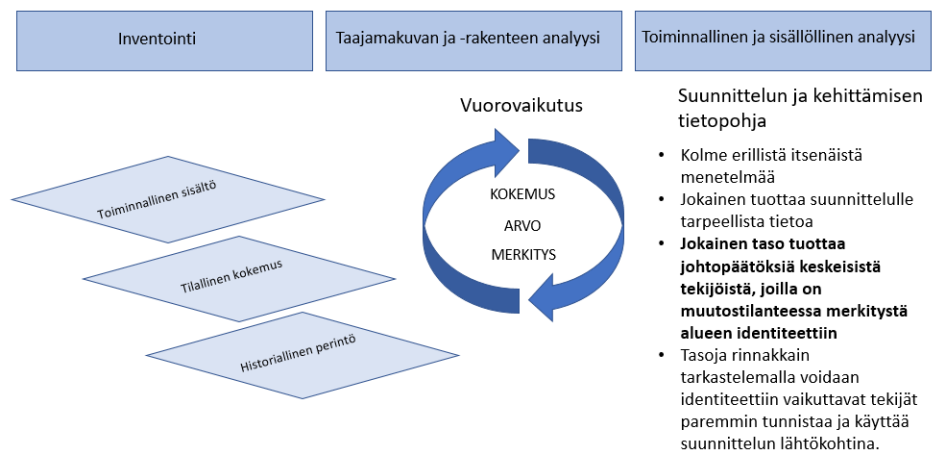 Inventointi
Taajamakuvan ja -rakenteen analyysi
Toiminnallinen ja sisällöllinen analyysi
Toiminnallinen sisältö
Tilallinen kokemus
Historiallinen perintö
Vuorovaikutus
KOKEMUS
ARVO
MERKITYS
Suunnittelun ja kehittämisen
tietopohja
• Kolme erillistä itsenäistä
menetelmää
• Jokainen tuottaa suunnittelulle
tarpeellista tietoa
• Jokainen taso tuottaa
johtopäätöksiä keskeisistä
tekijöistä, joilla on
muutostilanteessa merkitystä
alueen identiteettiin
• Tasoja rinnakkain
tarkastelemalla voidaan
identiteettiin vaikuttavat tekijät
paremmin tunnistaa ja käyttää
suunnittelun lähtökohtina.